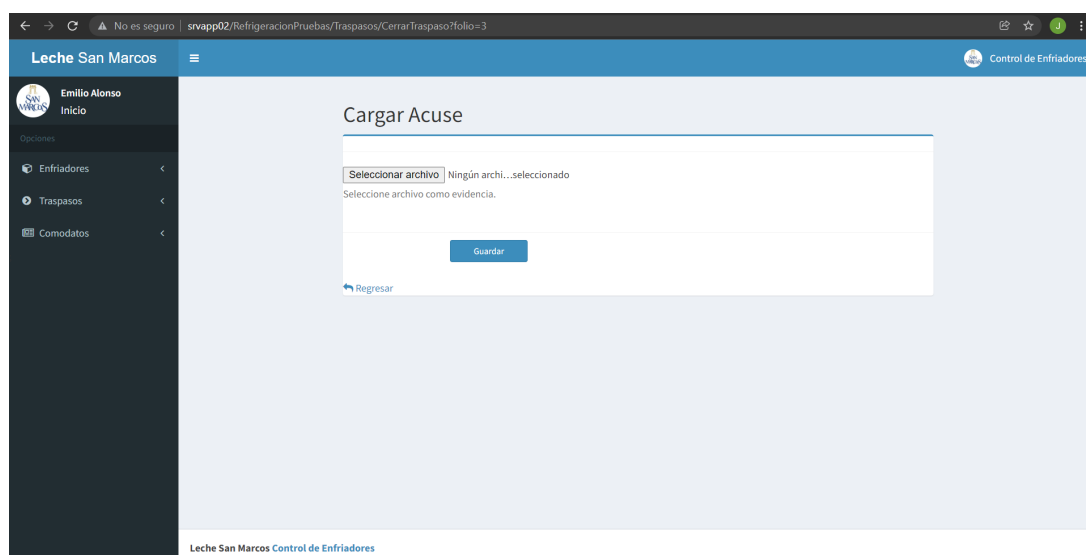 No es seguro srvapp02/RefrigeracionPruebas/Traspasos/CerrarTraspaso?folio=3
J
Leche San Marcos
Control de Enfriadores
SAN MARCOS
Emilio Alonso
Inicio
Opciones
Enfriadores
Traspasos
Comodatos
Cargar Acuse
Seleccionar archivo Ningún archi...seleccionado
Seleccione archivo como evidencia.
Guardar
Regresar
Leche San Marcos Control de Enfriadores